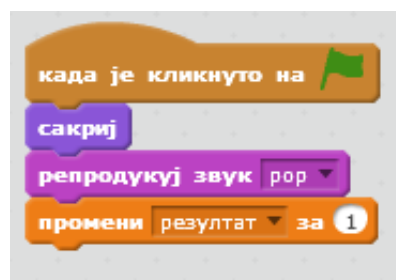 када је кликнуто на
сакриј
репродукуј звук pop
промени резултат за 1